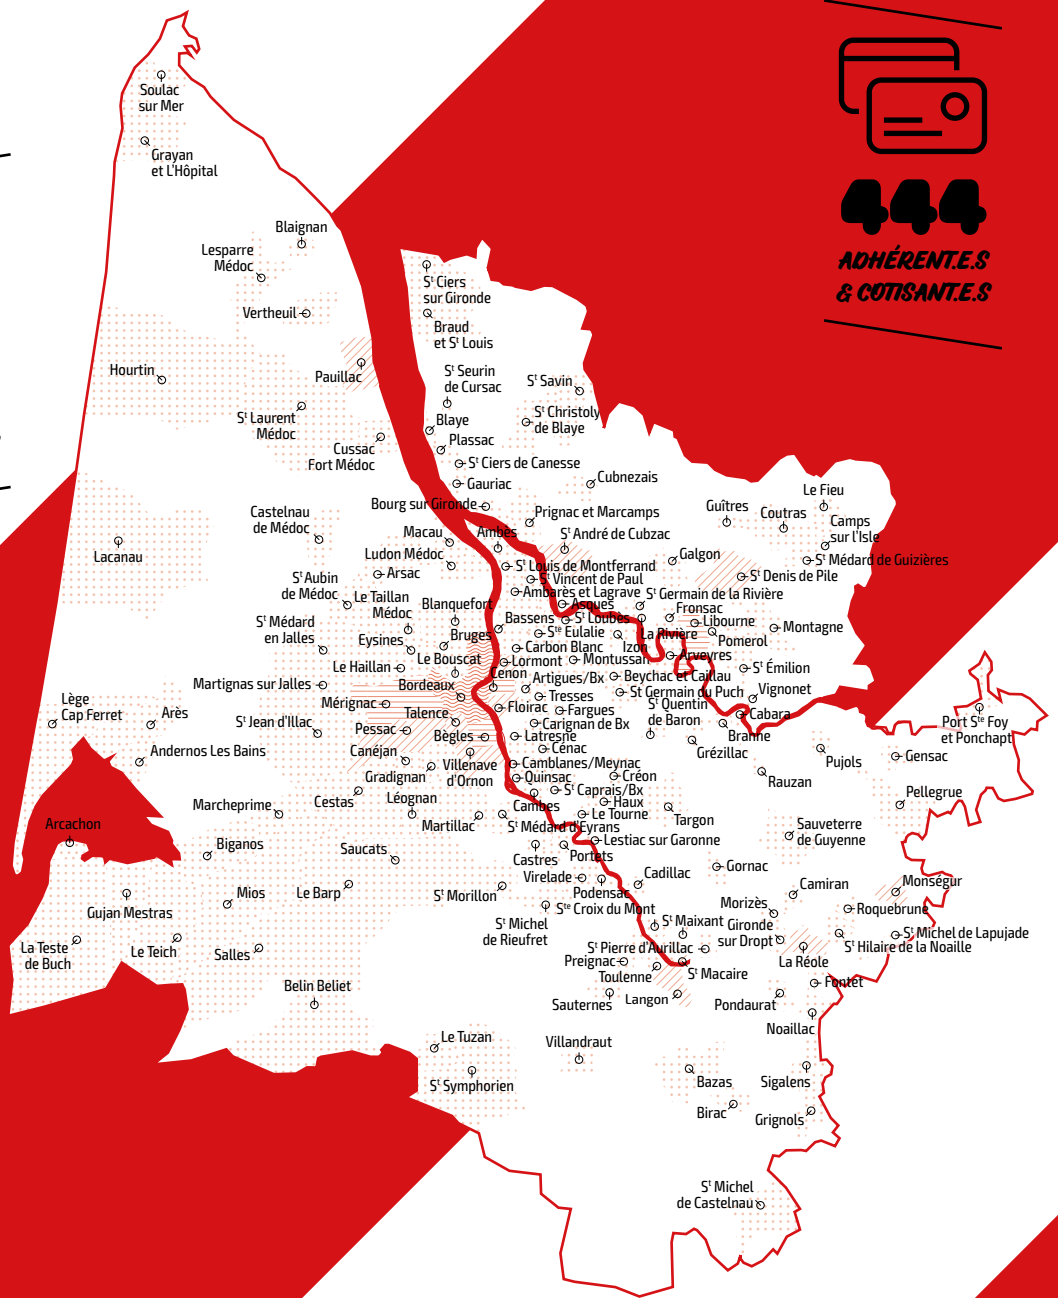 444
ADHÉRENT.E.S
& COTISANT.E.S
Soulac
sur Mer
Grayan
et L'Hôpital
Blaignan
Lesparre
Médoc
Vertheuil
Hourtin
Pauillac
St Laurent
Médoc
Cussac
Fort Médoc
St Ciers
sur Gironde
Braud
et St Louis
St Seurin
de Cursac
St Savin
St Christoly
de Blaye
Blaye
Plassac
St Ciers de Canesse
Gauriac
Cubnezais
Bourg sur Gironde
Prignac et Marcamps
Guîtres
Coutras
Le Fieu
Camps
sur l'Isle
Castelnau
de Médoc
Macau
Ambès
St André de Cubzac
Lacanau
Ludon Médoc
Galgon
St Médard de Guizières
Arsac
St Louis de Montferrand
St Vincent de Paul
St Denis de Pile
St Aubin
de Médoc
Le Taillan
Médoc
Blanquefort
Ambarès et Lagrave
St Germain de la Rivière
Asques
Fronsac
St Médard
en Jalles
Eysines
Bruges
Bassens
St Loubès
Libourne
Montagne
Ste Eulalie
Izon
La Rivière
Pomerol
Carbon Blanc
Le Haillan
Le Bouscat
Lormont
Montussan
Arveyres
St Émilion
Martignas sur Jalles
Bordeaux
Cenon
Artigues/Bx
Beychac et Caillau
Vignonet
Mérignac
Tresses
St Germain du Puch
Lège
Cap Ferret
Arès
St Jean d'Illac
Talence
Floirac
Fargues
St Quentin
de Baron
Cabara
Port Ste Foy
et Ponchapt
Pessac
Bègles
Carignan de Bx
Latresne
Branne
Andernos Les Bains
Canéjan
Villenave
d'Ornon
Cénac
Grézillac
Pujols
Gensac
Gradignan
Camblanes/Meynac
Quinsac
Créon
Rauzan
Cestas
Léognan
St Caprais/Bx
Pellegrue
Marcheprime
Cambes
Haux
Arcachon
Martillac
Le Tourne
Targon
Sauveterre
de Guyenne
Biganos
St Médard d'Eyrans
Lestiac sur Garonne
Saucats
Castres
Portets
Gornac
Virelade
Cadillac
Camiran
Monségur
Gujan Mestras
Mios
Le Barp
St Morillon
Podensac
Morizès
Roquebrune
Ste Croix du Mont
St Michel
de Rieufret
St Maixant
Gironde
sur Dropt
St Michel de Lapujade
La Teste
de Buch
Le Teich
Salles
St Pierre d'Aurillac
St Hilaire de la Noaille
Preignac
La Réole
Toulenne
St Macaire
Fontet
Belin Beliet
Sauternes
Langon
Pondaurat
Noaillac
Le Tuzan
Villandraut
St Symphorien
Bazas
Sigalens
Birac
Grignols
St Michel
de Castelnau